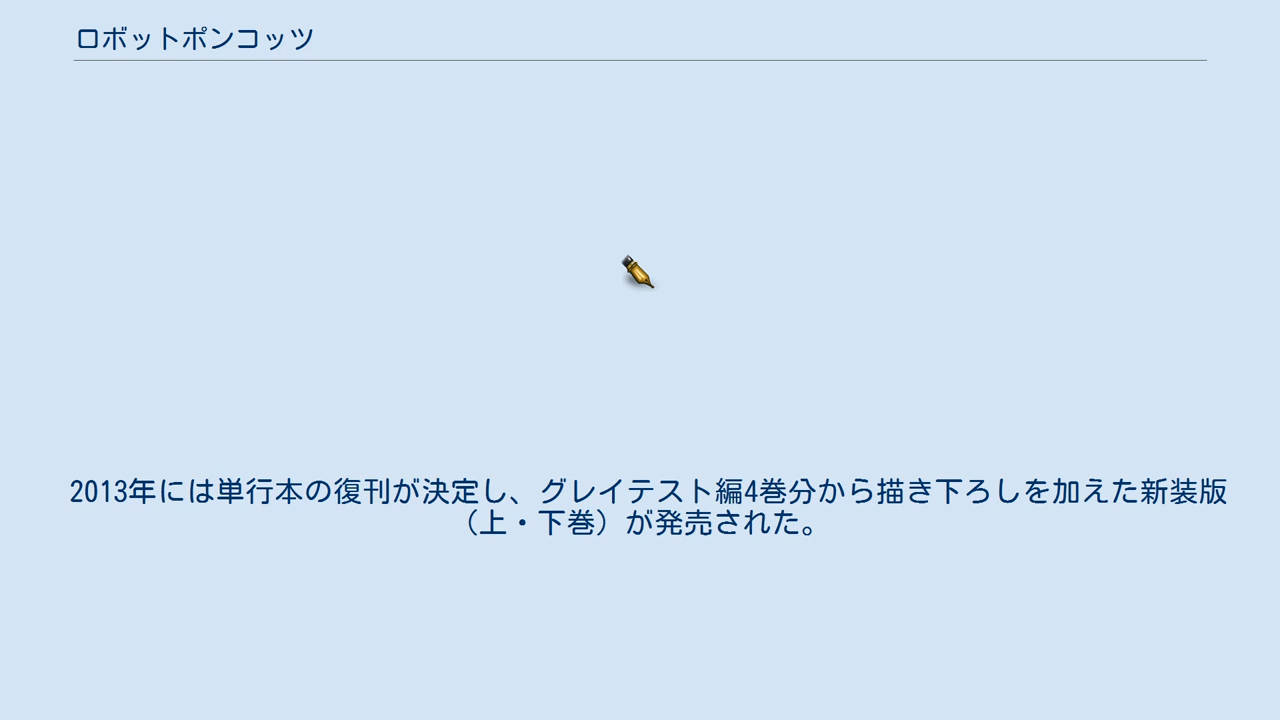 ロボットポンコッツ
2013年には単行本の復刊が決定し、グレイテスト編4巻分から描き下ろしを加えた新装版
（上・下巻）が発売された。